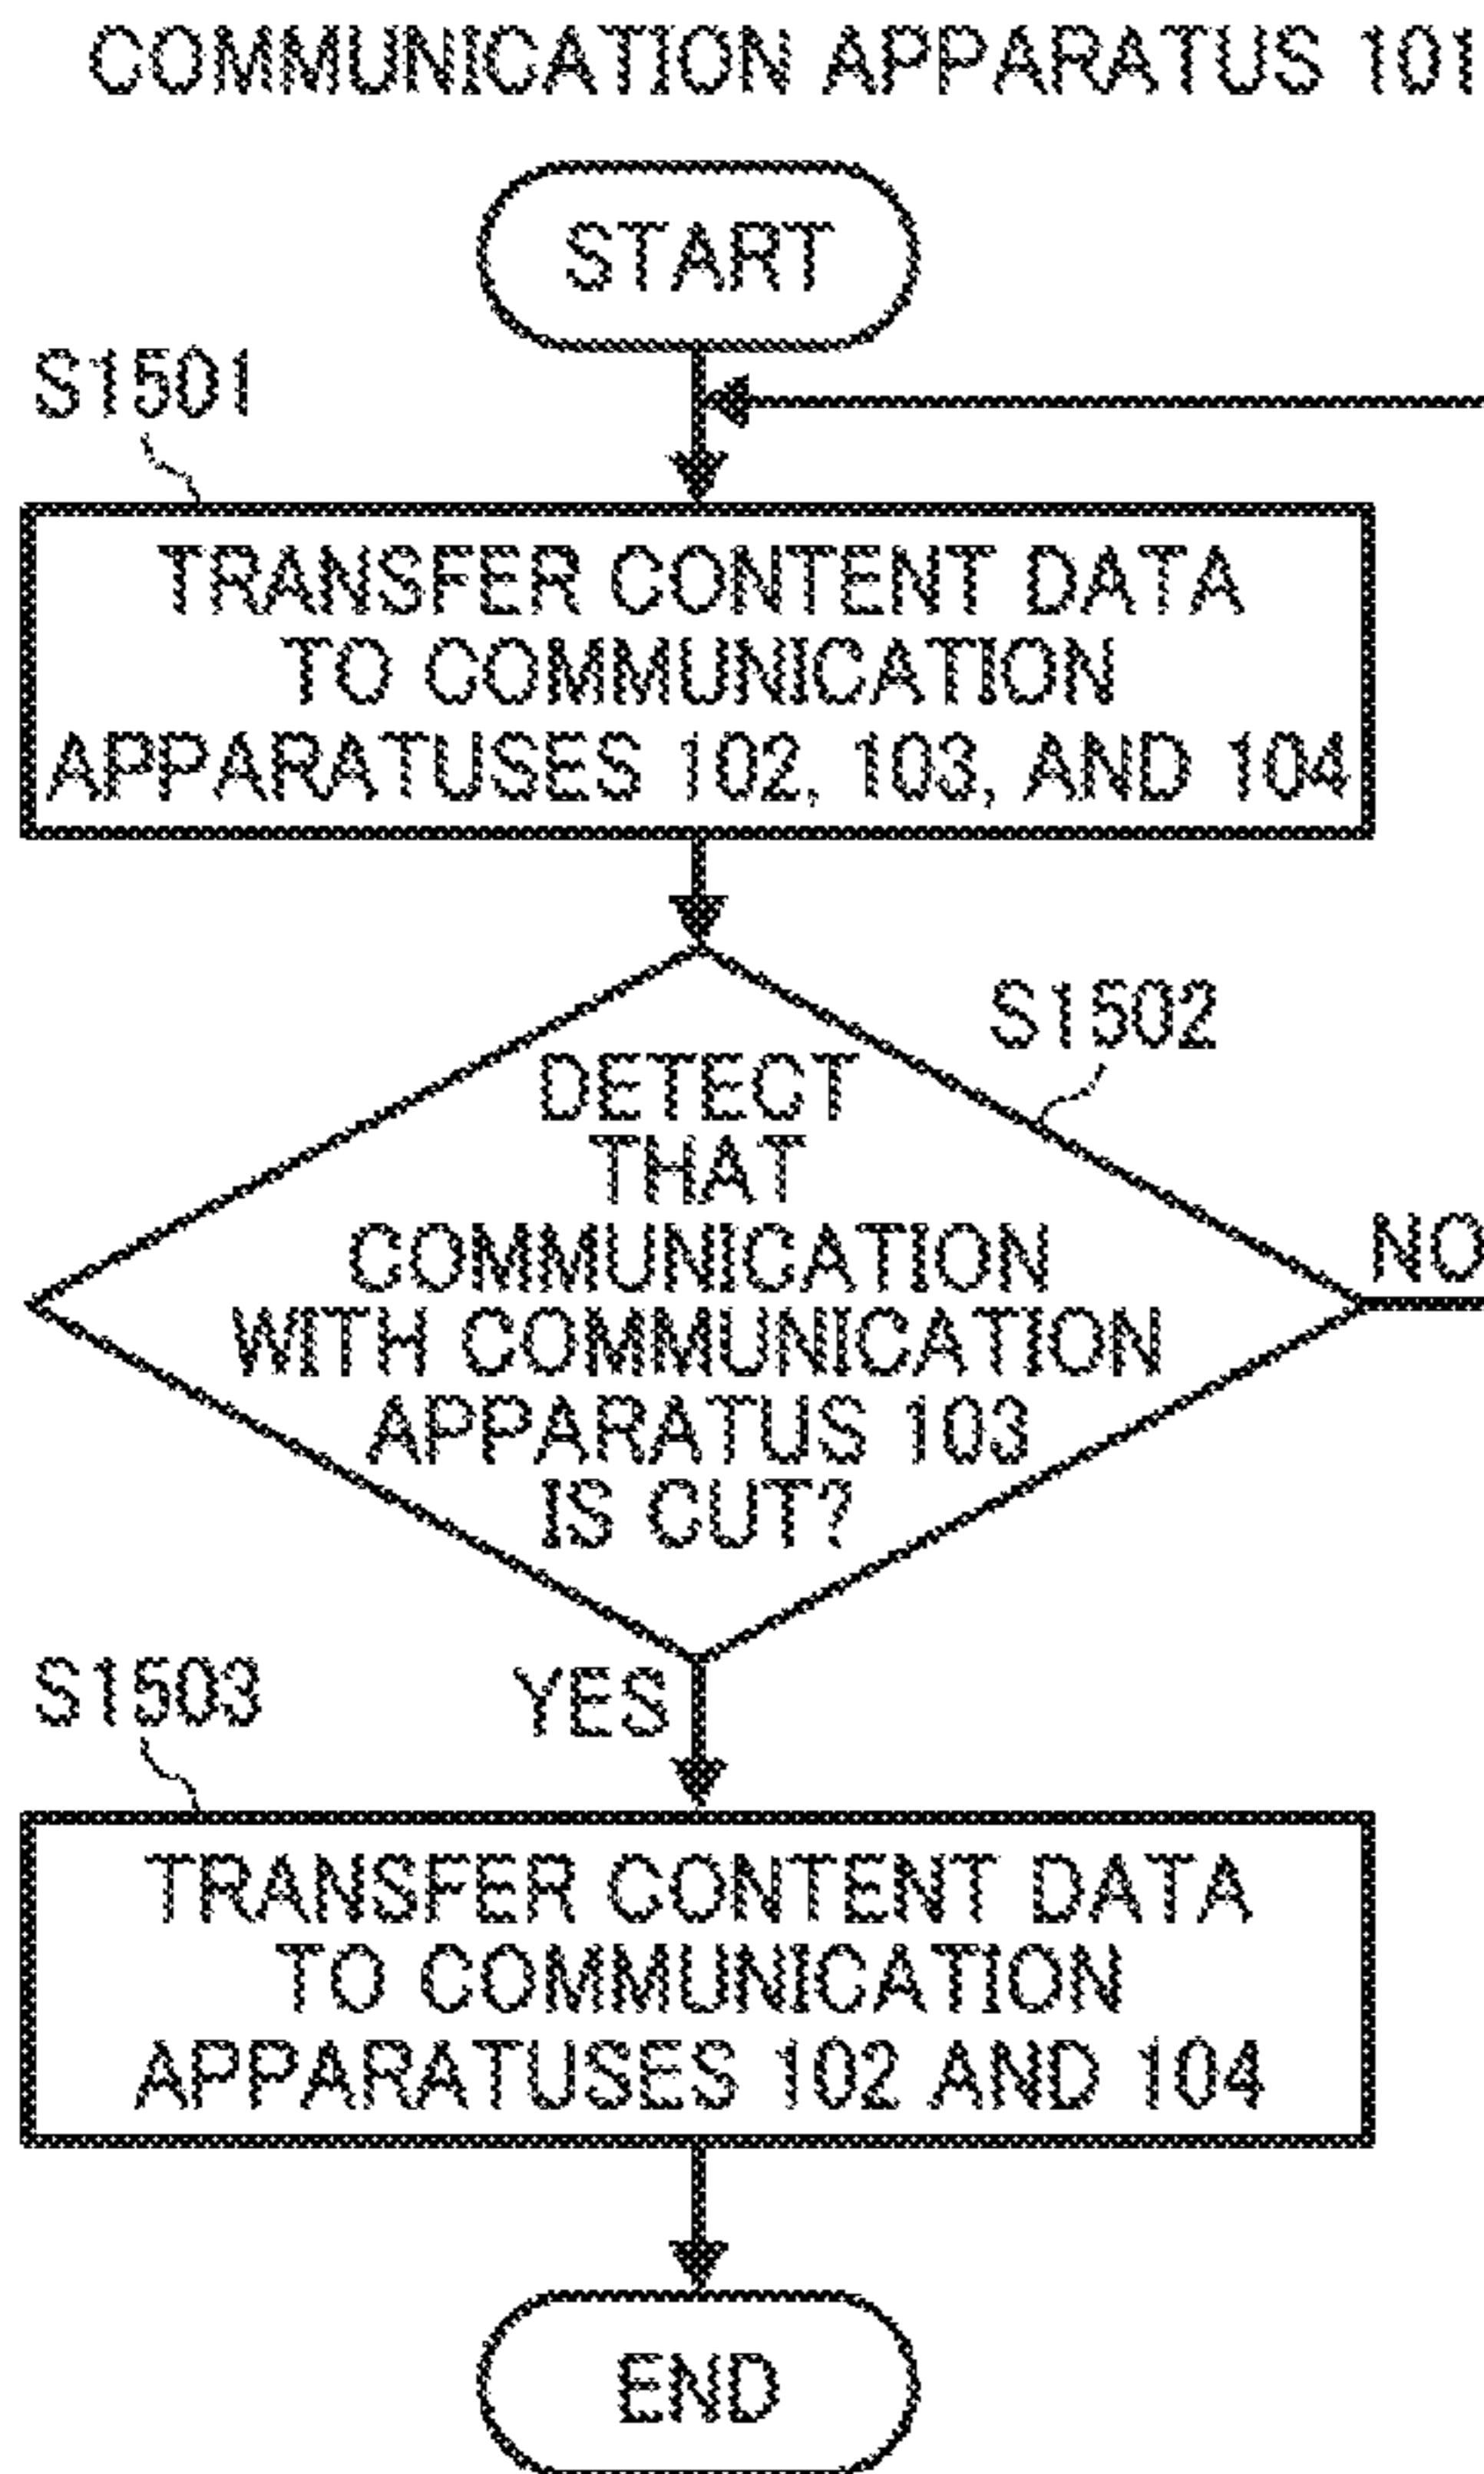 COMMUNICATION APPARATUS 101
START
S1501
TRANSFER CONTENT DATA
TO COMMUNICATION
APPARATUSES 102, 103, AND 104
S1502
DETECT
THAT
COMMUNICATION
WITH COMMUNICATION
APPARATUS 103
IS CUT?
NO
YES
S1503
TRANSFER CONTENT DATA
TO COMMUNICATION
APPARATUSES 102 AND 104
END